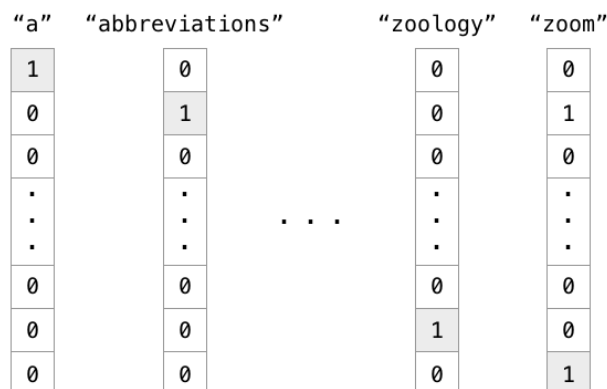 “a” “abbreviations” “zoology” “zoom”
1 0 0 0
0 1 0 1
0 0 0 0
. . . .
. . . . . . .
. . . .
0 0 0 0
0 0 1 0
0 0 0 1